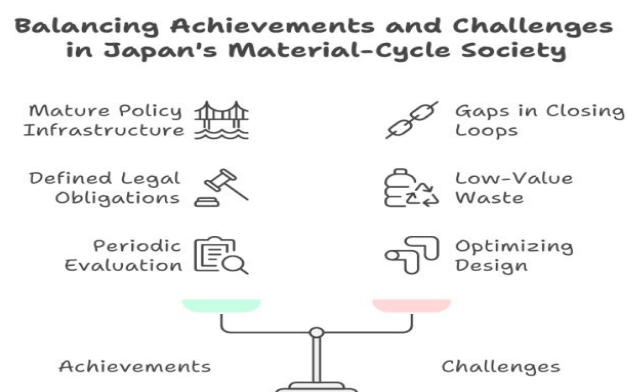 Balancing Achievements and Challenges
in Japan's Material-Cycle Society
Mature Policy
Infrastructure
Gaps in Closing
Loops
Defined Legal
Obligations
Low-Value
Waste
Periodic
Evaluation
Optimizing
Design
Achievements
Challenges